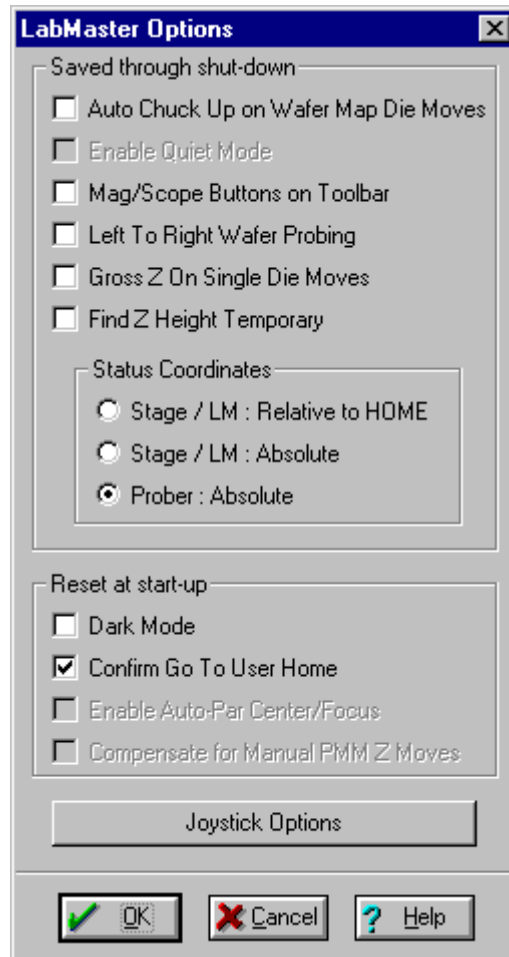 LabMaster Options
Saved through shut-down
Auto Chuck Up on Wafer Map Die Moves
Enable Quiet Mode
Mag/Scope Buttons on Toolbar
Left To Right Wafer Probing
Gross Z On Single Die Moves
Find Z Height Temporary
Status Coordinates
Stage / LM : Relative to HOME
Stage / LM : Absolute
Prober : Absolute
Reset at start-up
Dark Mode
Confirm Go To User Home
Enable Auto-Par Center/Focus
Compensate for Manual PMM Z Moves
Joystick Options
OK Cancel ? Help